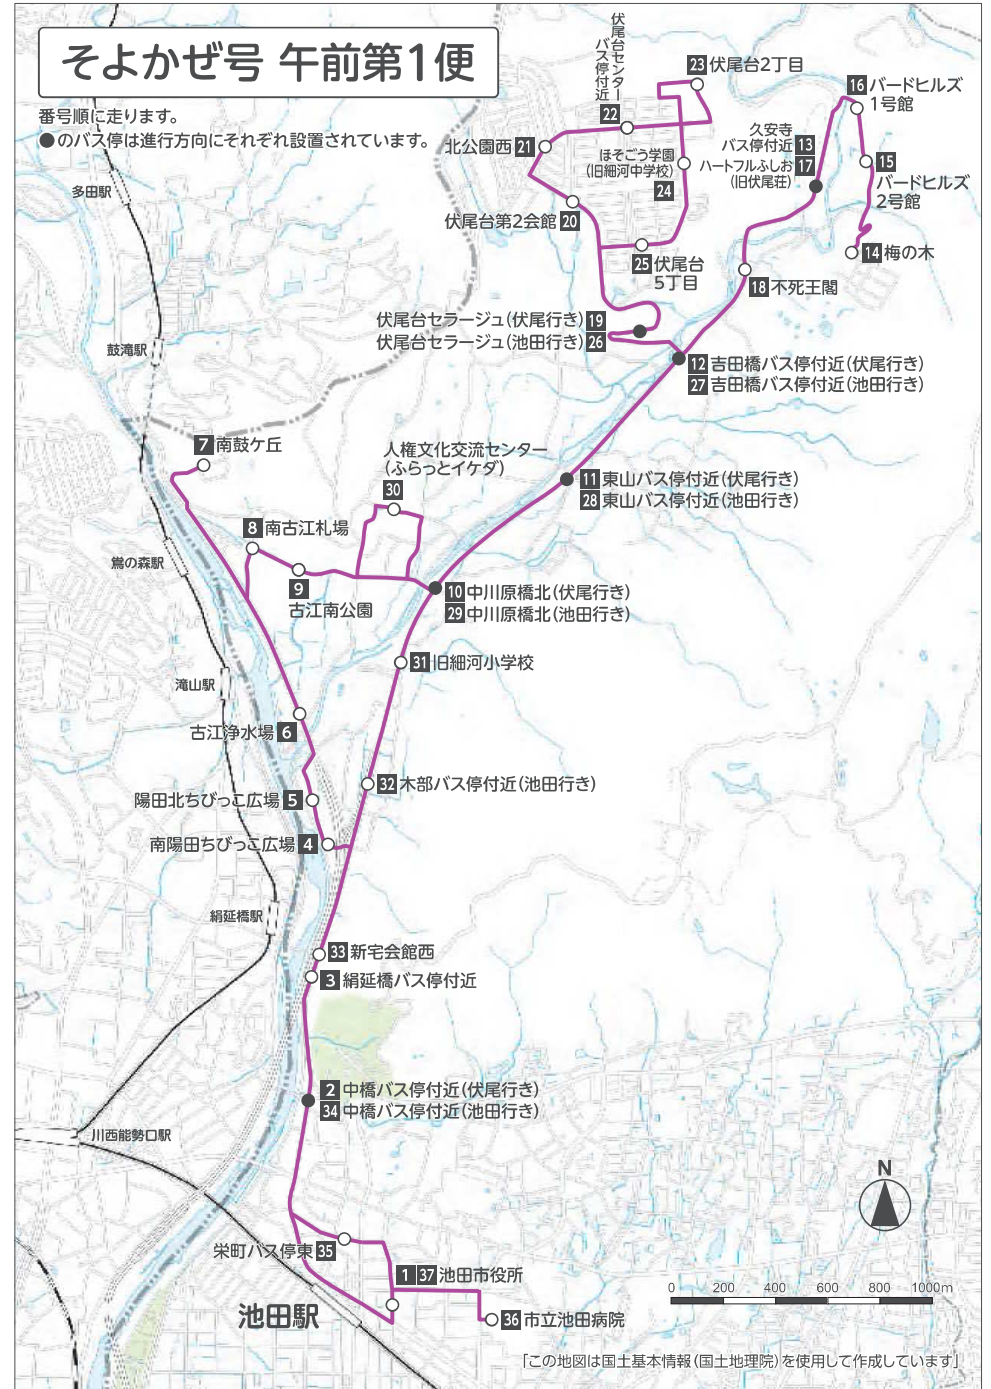 そよかぜ号 午前第1便
番号順に走ります。
●のバス停は進行方向にそれぞれ設置されています。
伏尾台センター
バス停付近
22
23 伏尾台2丁目
16 バードヒルズ
1号館
北公園西 21
ほそごう学園
(旧細河中学校)
24
久安寺
バス停付近 13
ハートフルふしお 17
(旧伏尾荘)
15
バードヒルズ
2号館
多田駅
伏尾台第2会館 20
14 梅の木
25 伏尾台
5丁目
18 不死王閣
伏尾台セラージュ(伏尾行き) 19
伏尾台セラージュ(池田行き) 26
鼓滝駅
12 吉田橋バス停付近(伏尾行き)
27 吉田橋バス停付近(池田行き)
7 南鼓ケ丘
人権文化交流センター
(ふらっとイケダ)
30
11 東山バス停付近(伏尾行き)
28 東山バス停付近(池田行き)
8 南古江札場
鴬の森駅
9
古江南公園
10 中川原橋北(伏尾行き)
29 中川原橋北(池田行き)
31 旧細河小学校
滝山駅
古江浄水場 6
32 木部バス停付近(池田行き)
陽田北ちびっこ広場 5
南陽田ちびっこ広場 4
絹延橋駅
33 新宅会館西
3 絹延橋バス停付近
2 中橋バス停付近(伏尾行き)
34 中橋バス停付近(池田行き)
川西能勢口駅
N
栄町バス停東 35
1 37 池田市役所
0 200 400 600 800 1000m
池田駅
36 市立池田病院
「この地図は国土基本情報(国土地理院)を使用して作成しています」